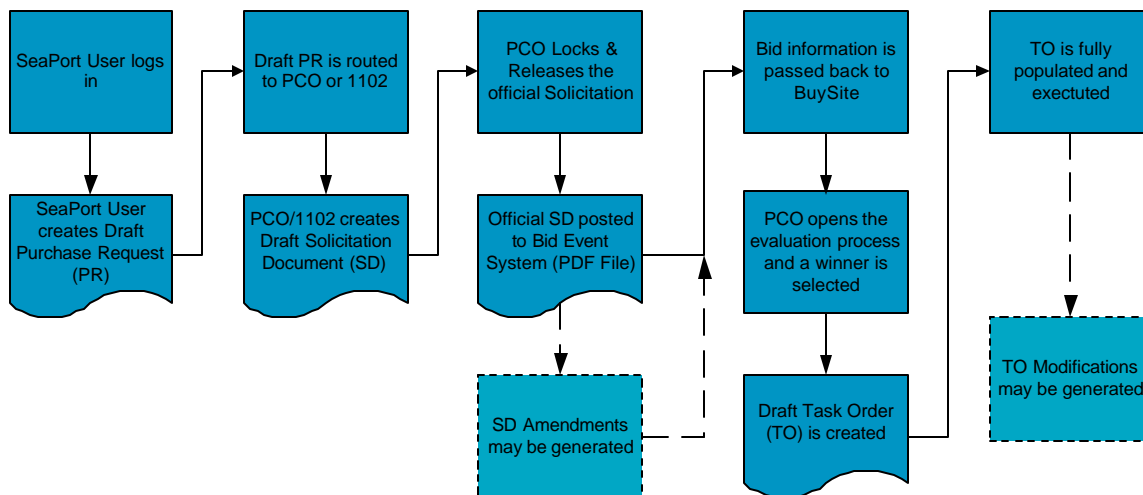 SeaPort User logs
in
SeaPort User
creates Draft
Purchase Request
(PR)
Draft PR is routed
to PCO or 1102
PCO/1102 creates
Draft Solicitation
Document (SD)
PCO Locks &
Releases the
official Solicitation
Official SD posted
to Bid Event
System (PDF File)
SD Amendments
may be generated
Bid information is
passed back to
BuySite
PCO opens the
evaluation process
and a winner is
selected
Draft Task Order
(TO) is created
TO is fully
populated and
exectuted
TO Modifications
may be generated